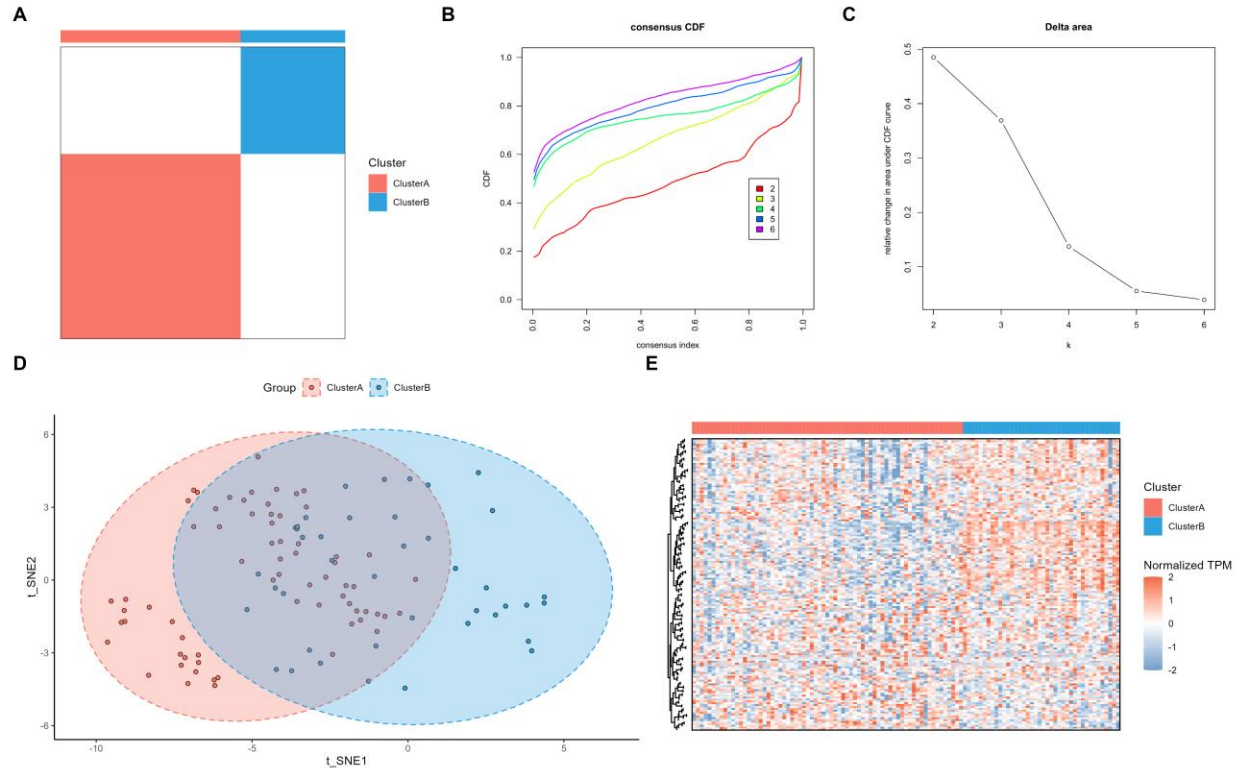 A
Cluster
ClusterA
ClusterB
B
consensus CDF
CDF
1.0
0.8
0.6
0.4
0.2
0.0
2
3
4
5
6
0.0
0.2
0.4
0.6
0.8
1.0
consensus index
C
Delta area
relative change in area under CDF curve
0.5
0.4
0.3
0.2
0.1
2
3
4
5
6
k
D
Group
ClusterA
ClusterB
t_SNE2
6
3
0
-3
-6
-10
-5
0
5
t_SNE1
E
Cluster
ClusterA
ClusterB
Normalized TPM
2
1
0
-1
-2